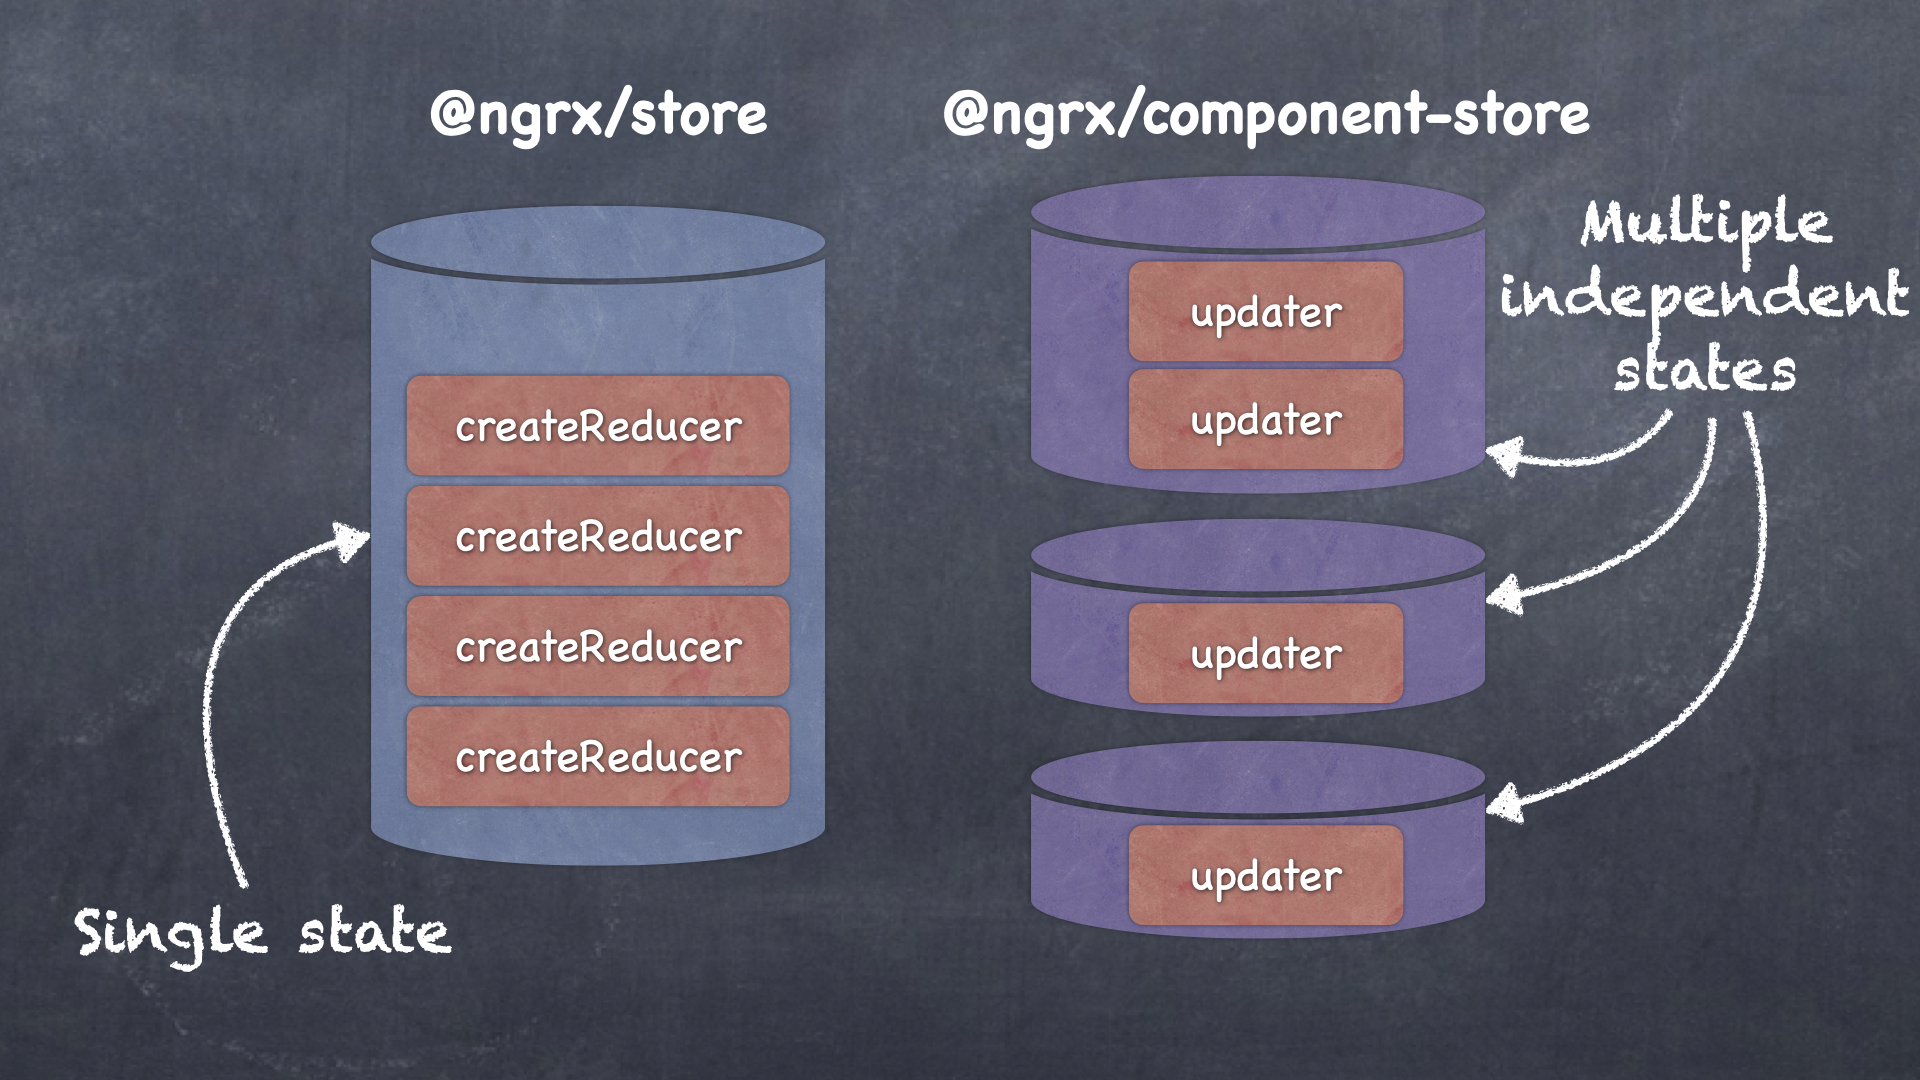 @ngrx/store
createReducer
createReducer
createReducer
createReducer
Single state
@ngrx/component-store
updater
updater
updater
updater
Multiple
independent
states